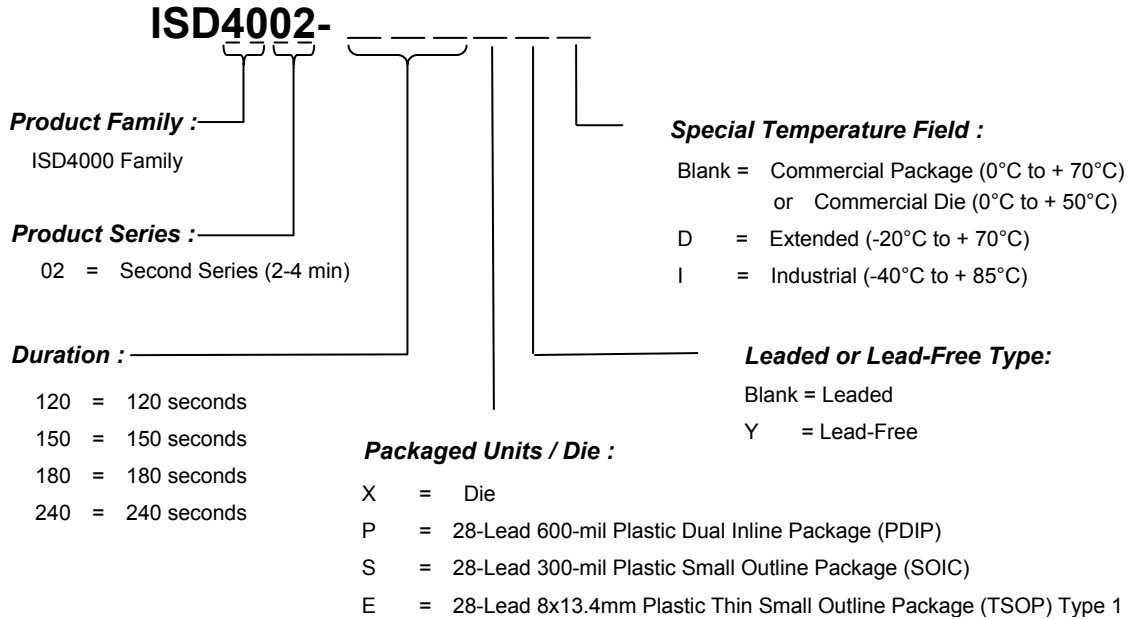 ISD4002-
Product Family :
ISD4000 Family
Product Series :
02 = Second Series (2-4 min)
Duration :
120 = 120 seconds
150 = 150 seconds
180 = 180 seconds
240 = 240 seconds
Special Temperature Field :
Blank = Commercial Package (0°C to + 70°C)
or Commercial Die (0°C to + 50°C)
D = Extended (-20°C to + 70°C)
I = Industrial (-40°C to + 85°C)
Leaded or Lead-Free Type:
Blank = Leaded
Y = Lead-Free
Packaged Units / Die :
X = Die
P = 28-Lead 600-mil Plastic Dual Inline Package (PDIP)
S = 28-Lead 300-mil Plastic Small Outline Package (SOIC)
E = 28-Lead 8x13.4mm Plastic Thin Small Outline Package (TSOP) Type 1